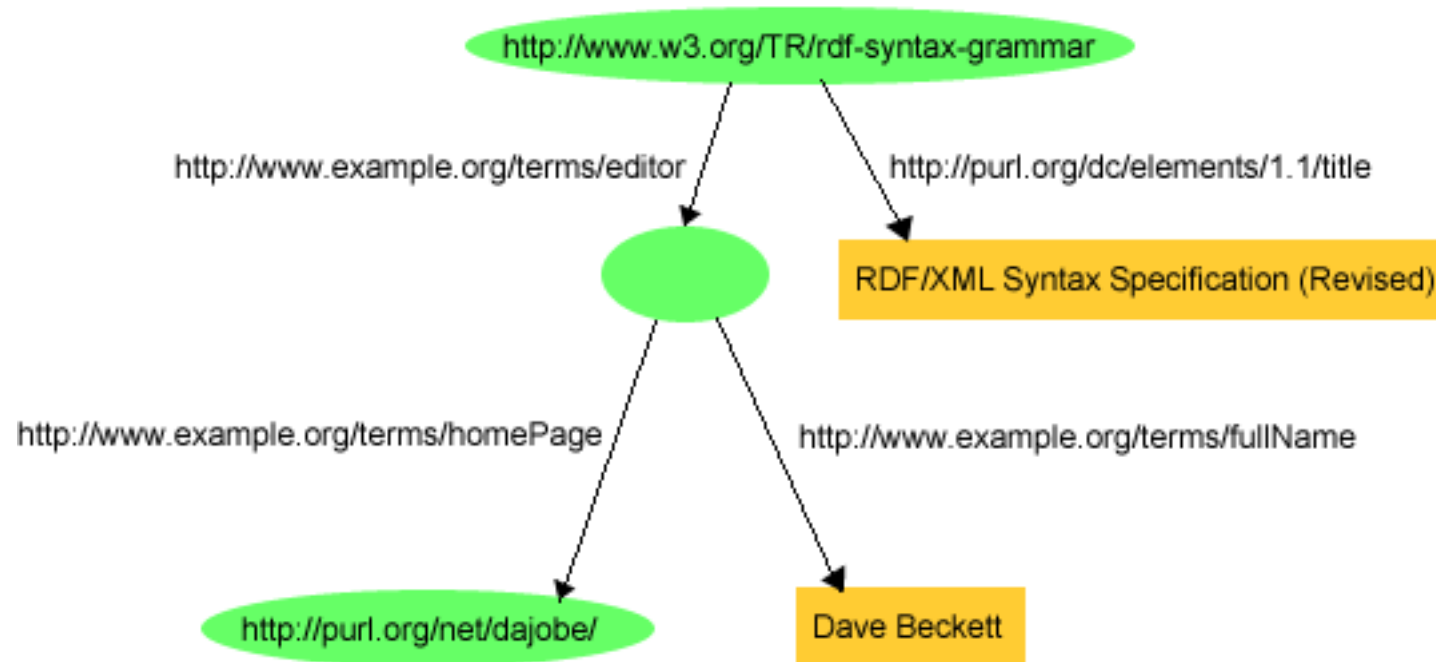 http://www.w3.org/TR/rdf-syntax-grammar
http://www.example.org/terms/editor
http://purl.org/dc/elements/1.1/title
RDF/XML Syntax Specification (Revised)
http://www.example.org/terms/homePage
http://www.example.org/terms/fullName
http://purl.org/net/dajobe/
Dave Beckett